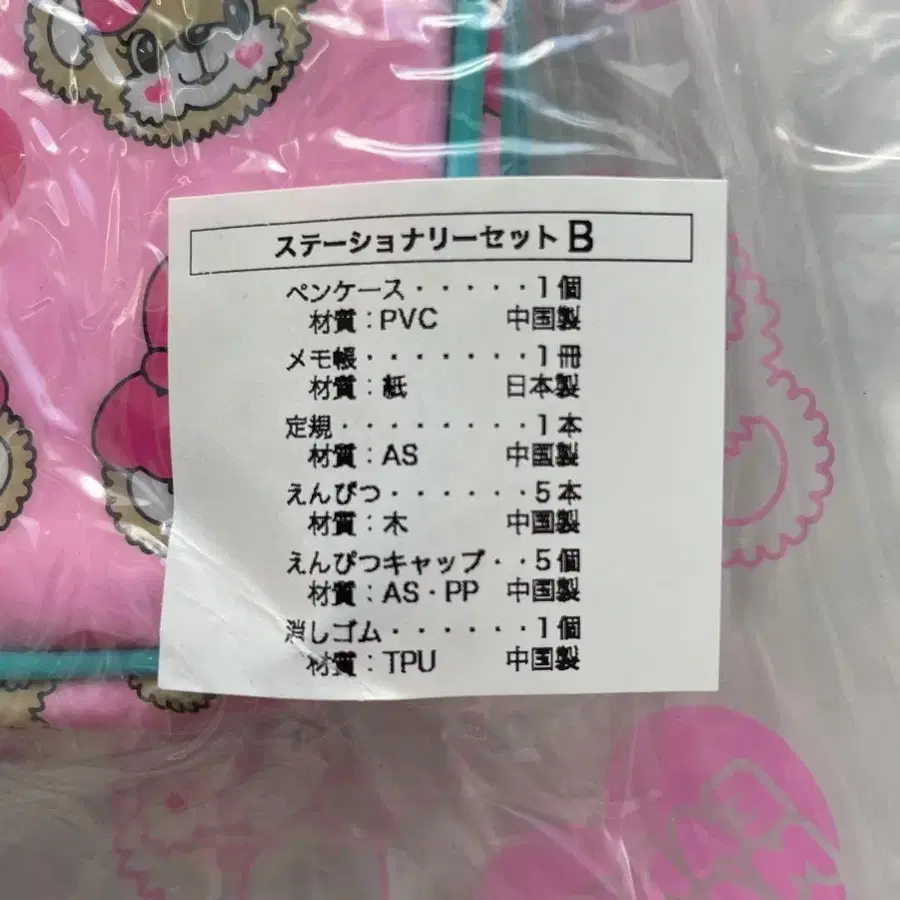 ステーショナリーセット B
ペンケース・・・・・1個
材質：PVC 中国製
メモ帳・・・・・・・1冊
材質：紙 日本製
定規・・・・・・・・1本
材質：AS 中国製
えんぴつ・・・・・・5本
材質：木 中国製
えんぴつキャップ・・5個
材質：AS・PP 中国製
消しゴム・・・・・・1個
材質：TPU 中国製